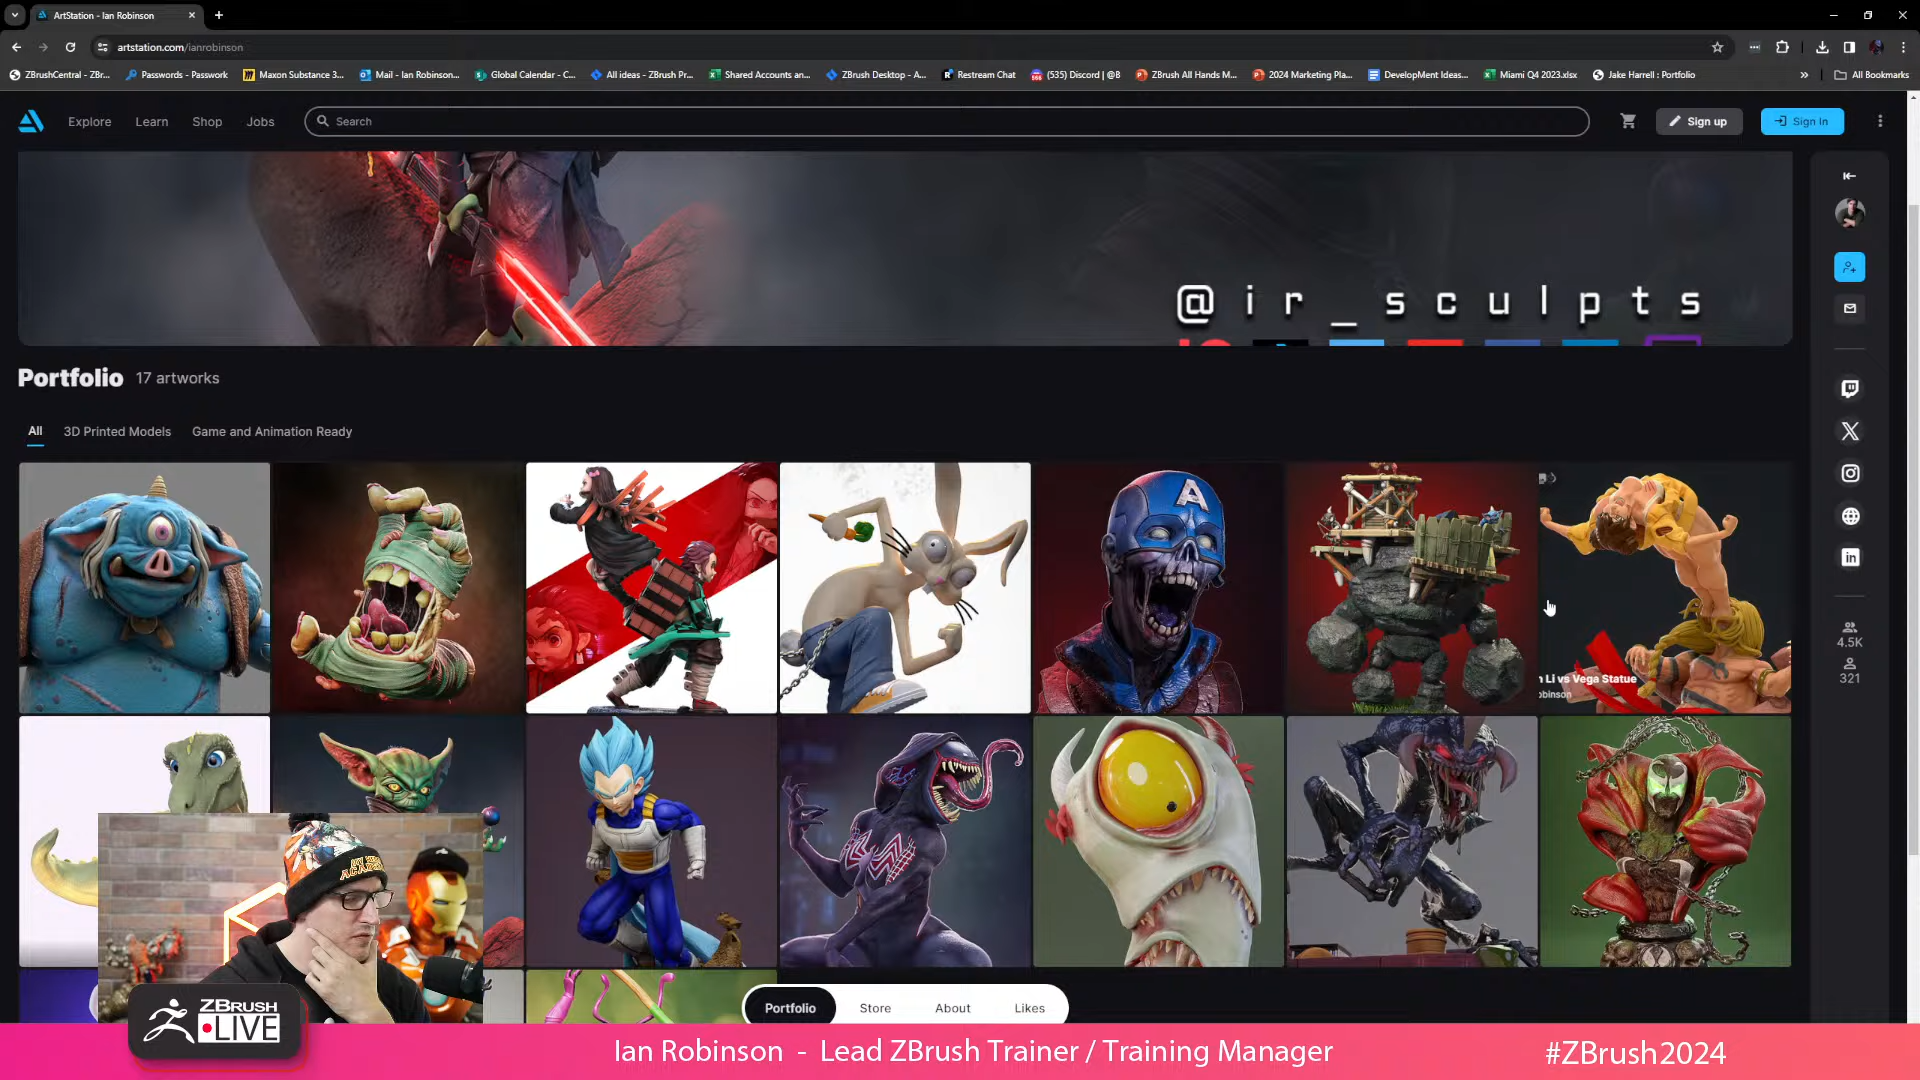 ArtStation - Ian Robinson
artstation.com/ianrobinson
ZBrushCentral - ZBr...
Passwords - Passwork
Maxon Substance 3...
Mail - Ian Robinson...
Global Calendar - C...
All ideas - ZBrush Pr...
Shared Accounts an...
ZBrush Desktop - A...
Restream Chat
(535) Discord | @B
ZBrush All Hands M...
2024 Marketing Pla...
DevelopMent Ideas...
Miami Q4 2023.xlsx
Jake Harrell : Portfolio
All Bookmarks
Explore
Learn
Shop
Jobs
Search
Sign up
Sign In
@ir_sculpts
Portfolio 17 artworks
All
3D Printed Models
Game and Animation Ready
A
n Li vs Vega Statue
obinson
4.5K
321
ACADEMIA
Portfolio
Store
About
Likes
ZBRUSH
LIVE
Ian Robinson - Lead ZBrush Trainer / Training Manager
#ZBrush2024